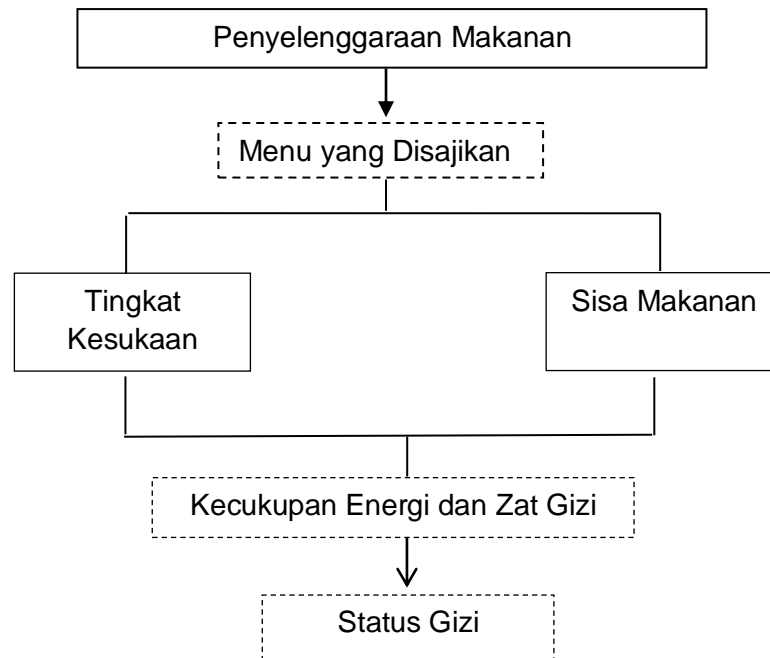 Penyelenggaraan Makanan
Menu yang Disajikan
Tingkat
Kesukaan
Sisa Makanan
Kecukupan Energi dan Zat Gizi
Status Gizi